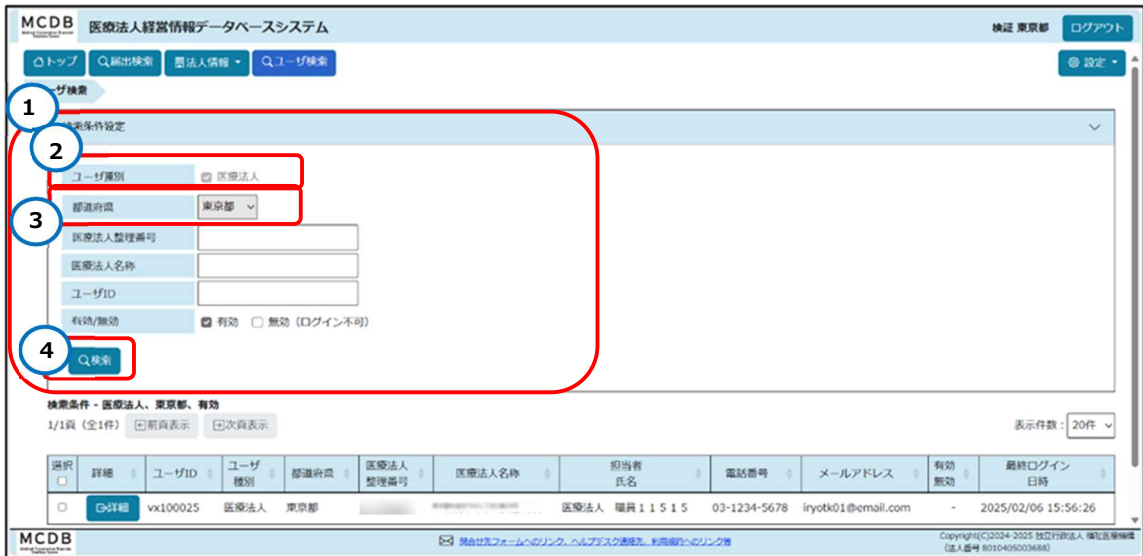 MCDB 医療法人経営情報データベースシステム 検証 東京都 ログアウト
トップ 届出検索 法人情報 ユーザ検索 設定
ーザ検索
1
検索条件設定
2
ユーザ種別 医療法人
3
都道府県 東京都
医療法人整理番号
医療法人名称
ユーザID
有効/無効 有効 無効（ログイン不可）
4
検索
検索条件 - 医療法人、東京都、有効
1/1頁（全1件） 前頁表示 次頁表示 表示件数： 20件
選択 詳細 ユーザID ユーザ種別 都道府県 医療法人整理番号 医療法人名称 担当者氏名 電話番号 メールアドレス 有効無効 最終ログイン日時
詳細 vx100025 医療法人 東京都 医療法人 職員１１５１５ 03-1234-5678 iryotk01@email.com - 2025/02/06 15:56:26
MCDB 問合せ先フォームへのリンク、ヘルプデスク連絡先、利用規約へのリンク等 Copyright(C)2024-2025 独立行政法人 福祉医療機構
(法人番号 8010405003688)